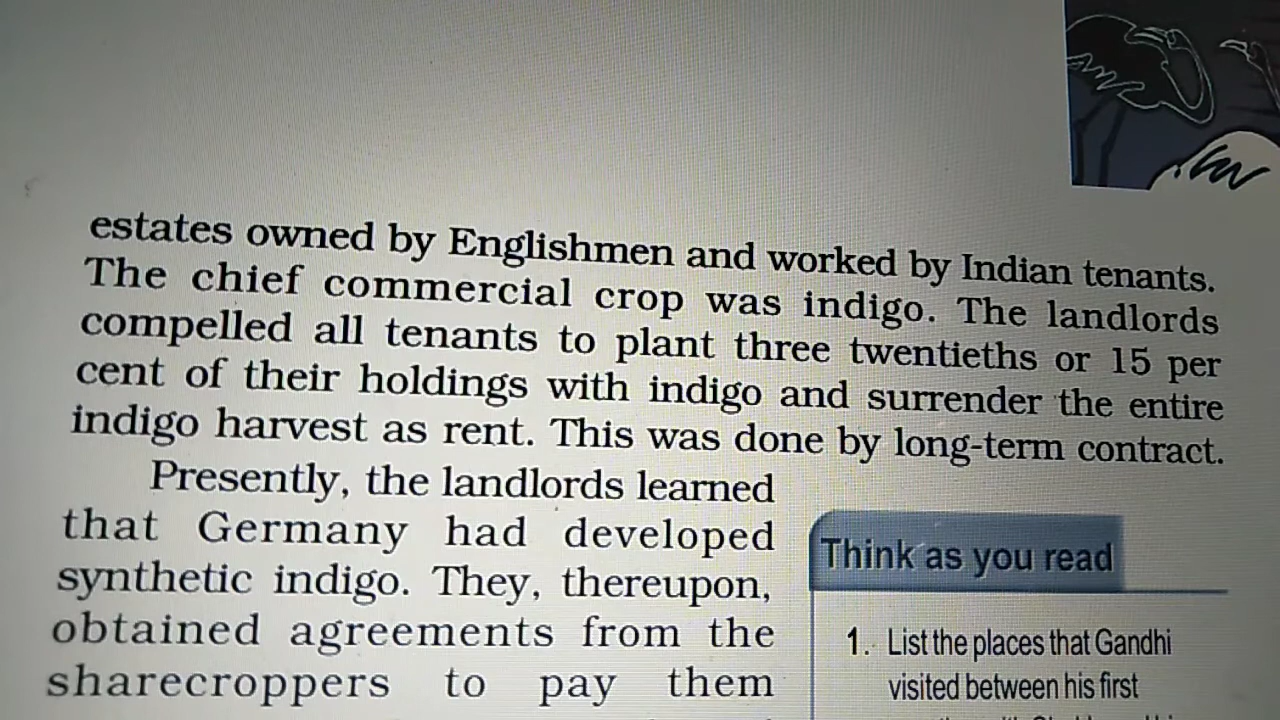 estates owned by Englishmen and worked by Indian tenants.
The chief commercial crop was indigo. The landlords
compelled all tenants to plant three twentieths or 15 per
cent of their holdings with indigo and surrender the entire
indigo harvest as rent. This was done by long-term contract.
Presently, the landlords learned
that Germany had developed
synthetic indigo. They, thereupon,
obtained agreements from the
sharecroppers to pay them
Think as you read
1. List the places that Gandhi
visited between his first